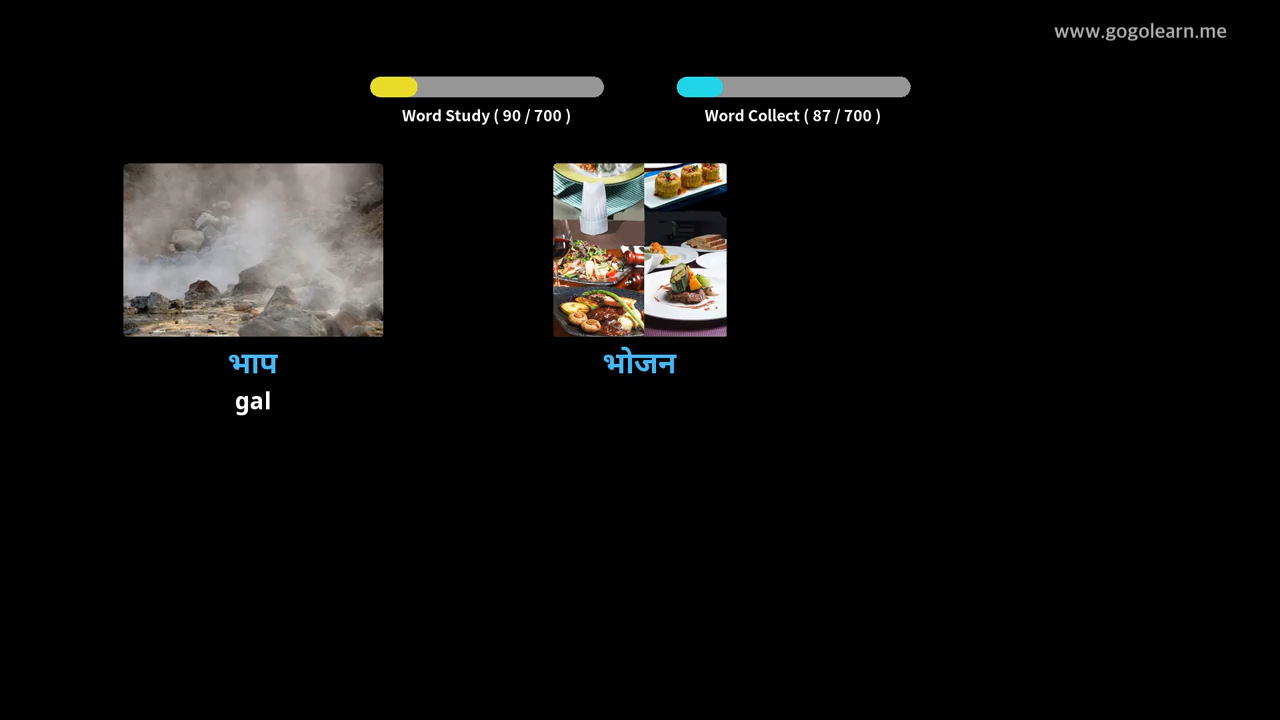 www.gogolearn.me
Word Study ( 90 / 700 )
Word Collect ( 87 / 700 )
भाप
gal
भोजन